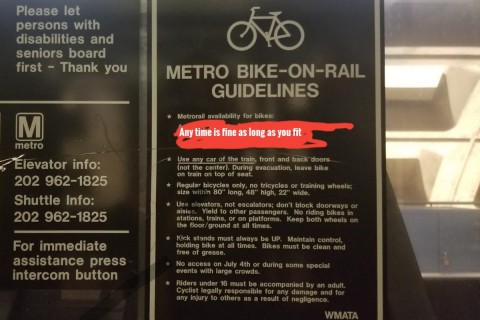 Please let
persons with
disabilities and
seniors board
first - Thank you
M
metro
Elevator info:
202 962-1825
Shuttle Info:
202 962-1825
For immediate
assistance press
intercom button
METRO BIKE-ON-RAIL
GUIDELINES
★ Metrorail availability for bikes:
Any time is fine as long as you fit
★ Use any car of the train, front and back doors
(not the center). During evacuation, leave bike
on train on top of seat.
★ Regular bicycles only, no tricycles or training wheels;
size within 80" long, 48" high, 22" wide.
★ Use elevators, not escalators; don't block doorways or
aisles. Yield to other passengers. No riding bikes in
stations, trains, or on platforms. Keep both wheels on
the floor/ground at all times.
★ Kick stands must always be UP. Maintain control,
holding bike at all times. Bikes must be clean and
free of grease.
★ No access on July 4th or during some special
events with large crowds.
★ Riders under 16 must be accompanied by an adult.
Cyclist legally responsible for any damage and for
any injury to others as a result of negligence.
WMATA